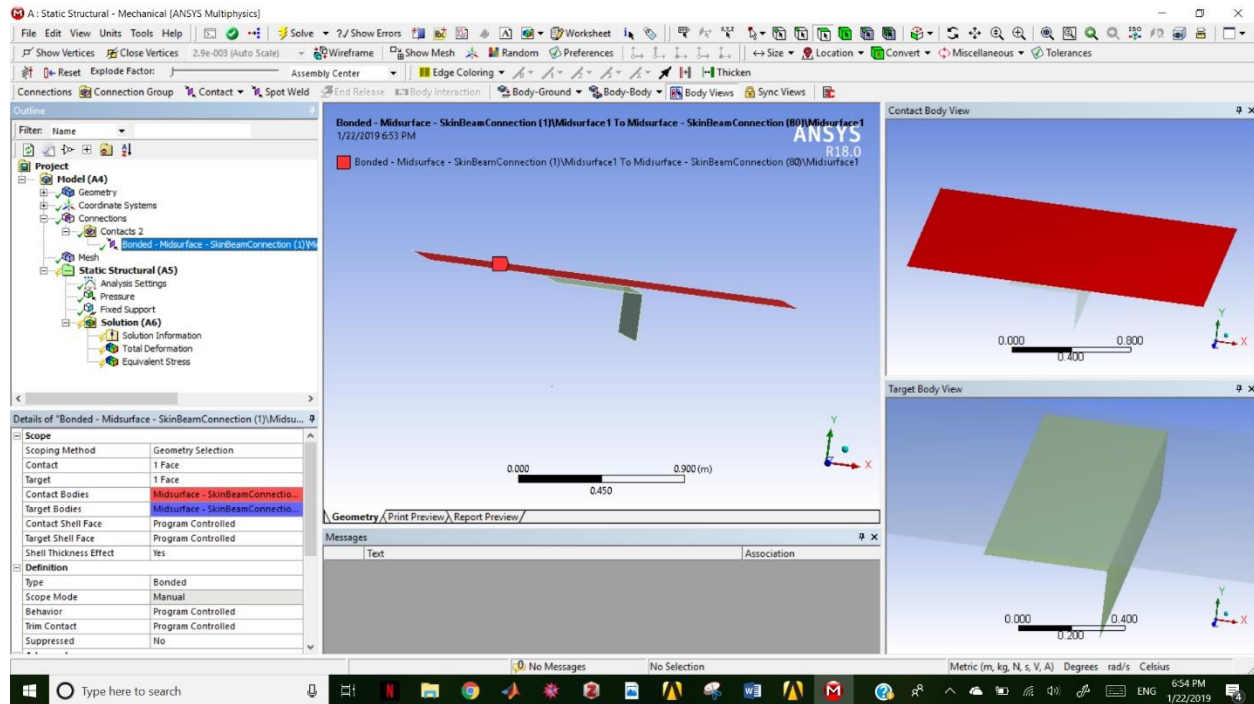 A : Static Structural - Mechanical [ANSYS Multiphysics]
File Edit View Units Tools Help Solve ?/ Show Errors Worksheet
Show Vertices Close Vertices 2.9e-003 (Auto Scale) Wireframe Show Mesh Random Preferences Size Location Convert Miscellaneous Tolerances
Reset Explode Factor: Assembly Center Edge Coloring Thicken
Connections Connection Group Contact Spot Weld End Release Body Interaction Body-Ground Body-Body Body Views Sync Views
Outline
Filter: Name
Project
Model (A4)
Geometry
Coordinate Systems
Connections
Contacts 2
Bonded - Midsurface - SkinBeamConnection (1)\Mi
Mesh
Static Structural (A5)
Analysis Settings
Pressure
Fixed Support
Solution (A6)
Solution Information
Total Deformation
Equivalent Stress
Details of "Bonded - Midsurface - SkinBeamConnection (1)\Midsu...
Scope
Scoping Method Geometry Selection
Contact 1 Face
Target 1 Face
Contact Bodies Midsurface - SkinBeamConnectio...
Target Bodies Midsurface - SkinBeamConnectio...
Contact Shell Face Program Controlled
Target Shell Face Program Controlled
Shell Thickness Effect Yes
Definition
Type Bonded
Scope Mode Manual
Behavior Program Controlled
Trim Contact Program Controlled
Suppressed No
Bonded - Midsurface - SkinBeamConnection (1)\Midsurface1 To Midsurface - SkinBeamConnection (80)\Midsurface1
1/22/2019 6:53 PM
Bonded - Midsurface - SkinBeamConnection (1)\Midsurface1 To Midsurface - SkinBeamConnection (80)\Midsurface1
ANSYS
R18.0
Y
X
0.000 0.900 (m)
0.450
Geometry Print Preview Report Preview
Messages
Text Association
Contact Body View
0.000 0.800
0.400
Y
X
Target Body View
0.000 0.400
0.200
Y
X
No Messages No Selection Metric (m, kg, N, s, V, A) Degrees rad/s Celsius
Type here to search
ENG
6:54 PM
1/22/2019